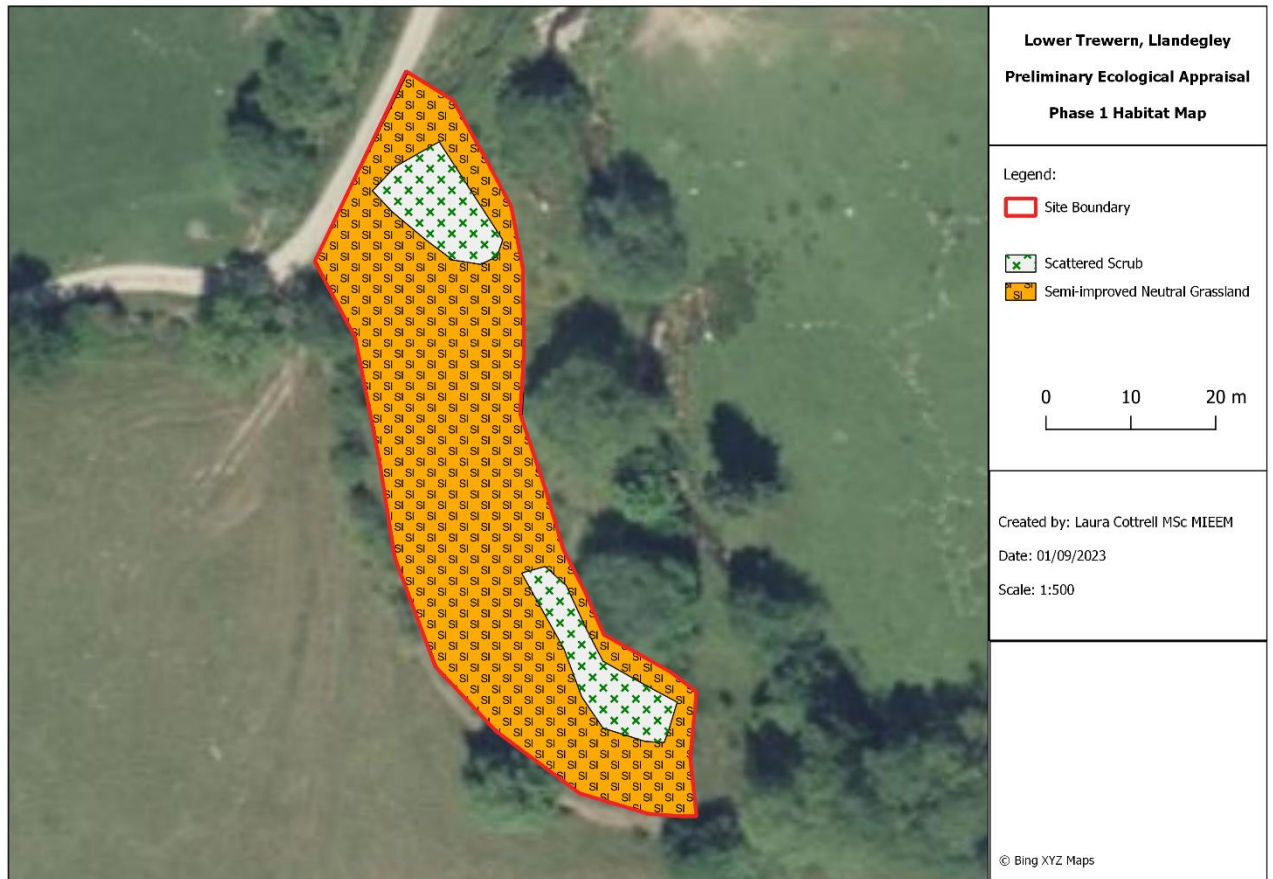 Lower Trewern, Llandegley
Preliminary Ecological Appraisal
Phase 1 Habitat Map
Legend:
Site Boundary
Scattered Scrub
SI
Semi-improved Neutral Grassland
0 10 20 m
Created by: Laura Cottrell MSc MIEEM
Date: 01/09/2023
Scale: 1:500
© Bing XYZ Maps